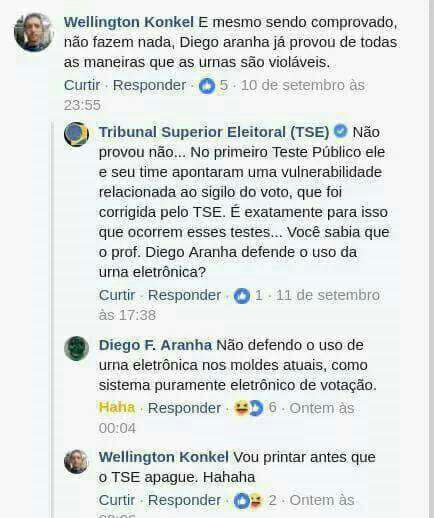 Wellington Konkel E mesmo sendo comprovado,
não fazem nada, Diego aranha já provou de todas
as maneiras que as urnas são violáveis.
Curtir · Responder · 5 · 10 de setembro às
23:55
Tribunal Superior Eleitoral (TSE) Não
provou não... No primeiro Teste Público ele
e seu time apontaram uma vulnerabilidade
relacionada ao sigilo do voto, que foi
corrigida pelo TSE. É exatamente para isso
que ocorrem esses testes... Você sabia que
o prof. Diego Aranha defende o uso da
urna eletrônica?
Curtir · Responder · 1 · 11 de setembro
às 17:38
Diego F. Aranha Não defendo o uso de
urna eletrônica nos moldes atuais, como
sistema puramente eletrônico de votação.
Haha · Responder · 6 · Ontem às
00:04
Wellington Konkel Vou printar antes que
o TSE apague. Hahaha
Curtir · Responder · 2 · Ontem às